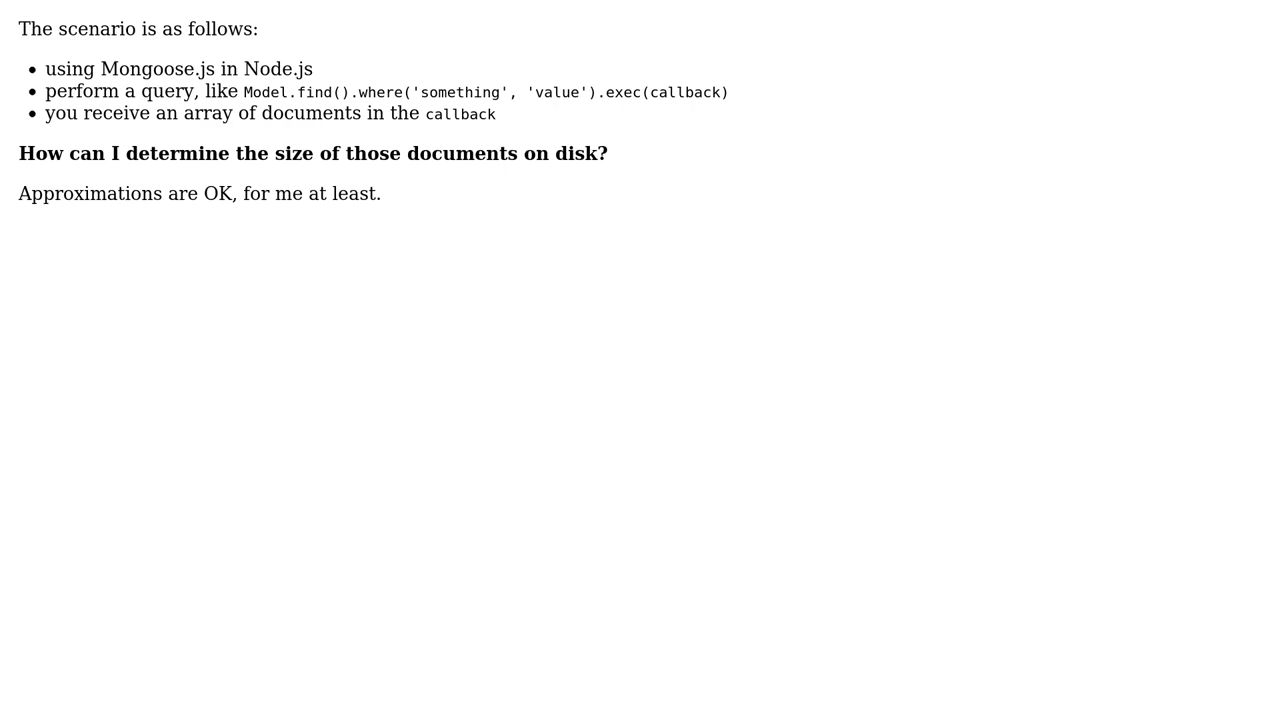 The scenario is as follows:
• using Mongoose.js in Node.js
• perform a query, like Model.find().where('something', 'value').exec(callback)
• you receive an array of documents in the callback
How can I determine the size of those documents on disk?
Approximations are OK, for me at least.